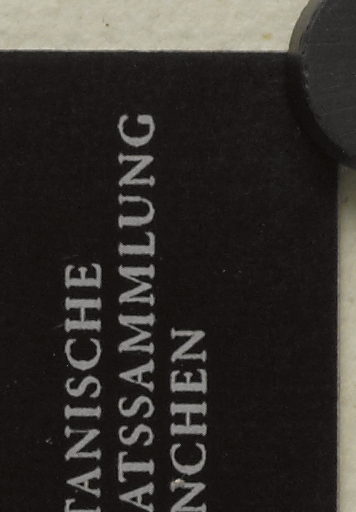 TANISCHE
ATSSAMMLUNG
NCHEN